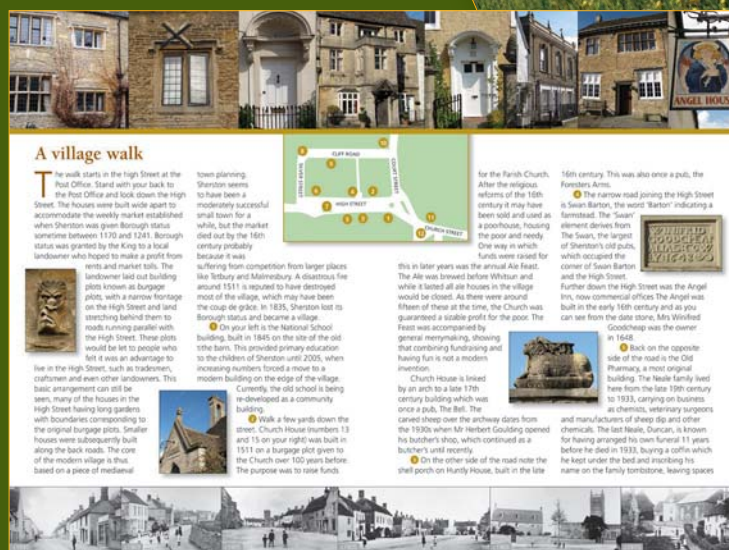 ANGEL HOUSE
A village walk
The walk starts in the high Street at the
Post Office. Stand with your back to
the Post Office and look down the High
Street. The houses were built wide apart to
accommodate the weekly market established
when Sherston was given Borough status
sometime between 1170 and 1241. Borough
status was granted by the King to a local
landowner who hoped to make a profit from
rents and market tolls. The
landowner laid out building
plots known as burgage
plots, with a narrow frontage
on the High Street and land
stretching behind them to
roads running parallel with
the High Street. These plots
would be let to people who
felt it was an advantage to
live in the High Street, such as tradesmen,
craftsmen and even other landowners. This
basic arrangement can still be
seen, many of the houses in the
High Street having long gardens
with boundaries corresponding to
the original burgage plots. Smaller
houses were subsequently built
along the back roads. The core
of the modern village is thus
based on a piece of mediaeval
town planning.
Sherston seems
to have been a
moderately successful
small town for a
while, but the market
died out by the 16th
century probably
because it was
suffering from competition from larger places
like Tetbury and Malmesbury. A disastrous fire
around 1511 is reputed to have destroyed
most of the village, which may have been
the coup de grâce. In 1835, Sherston lost its
Borough status and became a village.
1 On your left is the National School
building, built in 1845 on the site of the old
tithe barn. This provided primary education
to the children of Sherston until 2005, when
increasing numbers forced a move to a
modern building on the edge of the village.
Currently, the old school is being
re-developed as a community
building.
2 Walk a few yards down the
street. Church House (numbers 13
and 15 on your right) was built in
1511 on a burgage plot given to
the Church over 100 years before.
The purpose was to raise funds
CLIFF ROAD
COURT STREET
HIGH STREET
CHURCH STREET
for the Parish Church.
After the religious
reforms of the 16th
century it may have
been sold and used as
a poorhouse, housing
the poor and needy
One way in which
funds were raised for
this in later years was the annual Ale Feast.
The Ale was brewed before Whitsun and
while it lasted all ale houses in the village
would be closed. As there were around
fifteen of these at the time, the Church was
guaranteed a sizable profit for the poor. The
Feast was accompanied by
general merrymaking, showing
that combining fundraising and
having fun is not a modern
invention.
Church House is linked
by an arch to a late 17th
century building which was
once a pub, The Bell. The
carved sheep over the archway dates from
the 1930s when Mr Herbert Goulding opened
his butcher's shop, which continued as a
butcher's until recently.
3 On the other side of the road note the
shell porch on Huntly House, built in the late
16th century. This was also once a pub, the
Foresters Arms.
4 The narrow road joining the High Street
is Swan Barton, the word 'Barton' indicating a
farmstead. The 'Swan'
element derives from
The Swan, the largest
of Sherston's old pubs,
which occupied the
corner of Swan Barton
and the High Street.
Further down the High Street was the Angel
Inn, now commercial offices The Angel was
built in the early 16th century and as you
can see from the date stone, Mrs Winifred
Goodcheap was the owner
in 1648.
5 Back on the opposite
side of the road is the Old
Pharmacy, a most original
building. The Neale family lived
here from the late 19th century
to 1933, carrying on business
as chemists, veterinary surgeons
and manufacturers of sheep dip and other
chemicals. The last Neale, Duncan, is known
for having arranged his own funeral 11 years
before he died in 1933, buying a coffin which
he kept under the bed and inscribing his
name on the family tombstone, leaving spaces